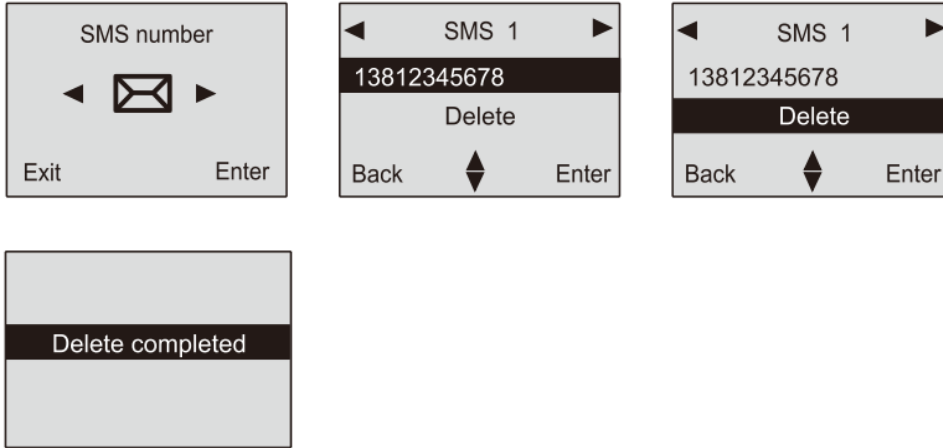 SMS number
Exit Enter
SMS 1
13812345678
Delete
Back Enter
SMS 1
13812345678
Delete
Back Enter
Delete completed